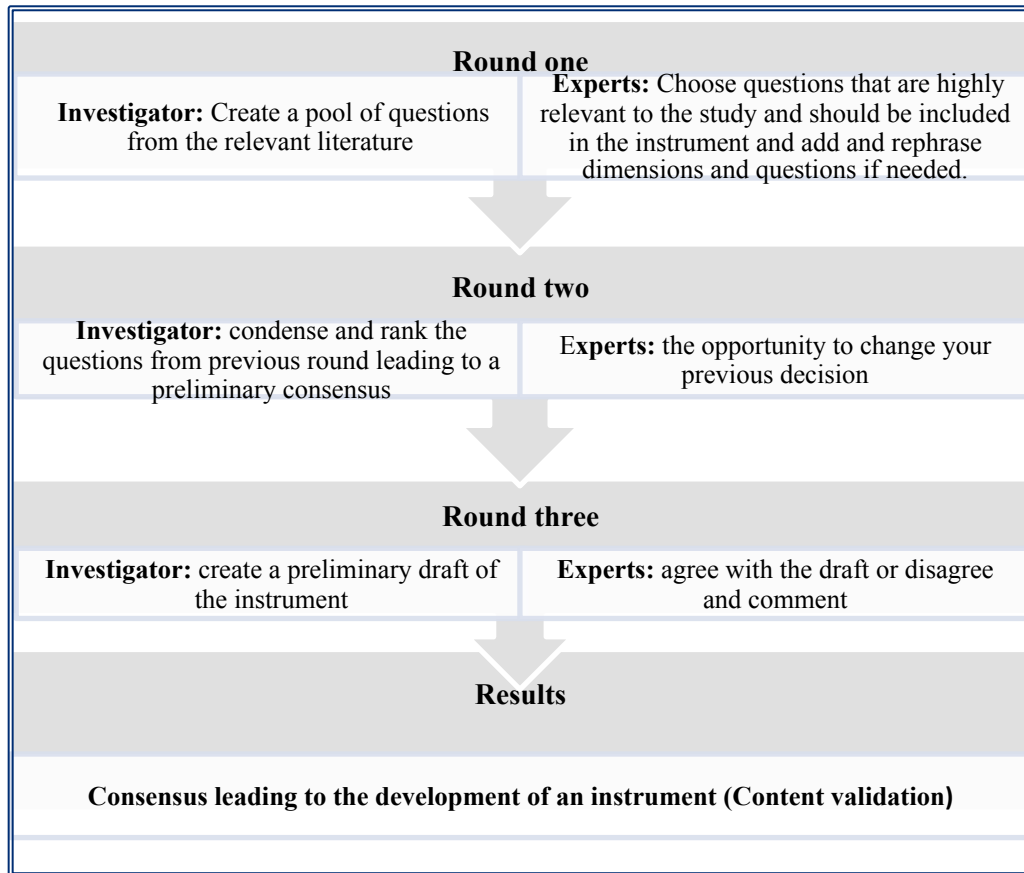 Round one
Investigator: Create a pool of questions
from the relevant literature
Experts: Choose questions that are highly
relevant to the study and should be included
in the instrument and add and rephrase
dimensions and questions if needed.
Round two
Investigator: condense and rank the
questions from previous round leading to a
preliminary consensus
Experts: the opportunity to change your
previous decision
Round three
Investigator: create a preliminary draft of
the instrument
Experts: agree with the draft or disagree
and comment
Results
Consensus leading to the development of an instrument (Content validation)